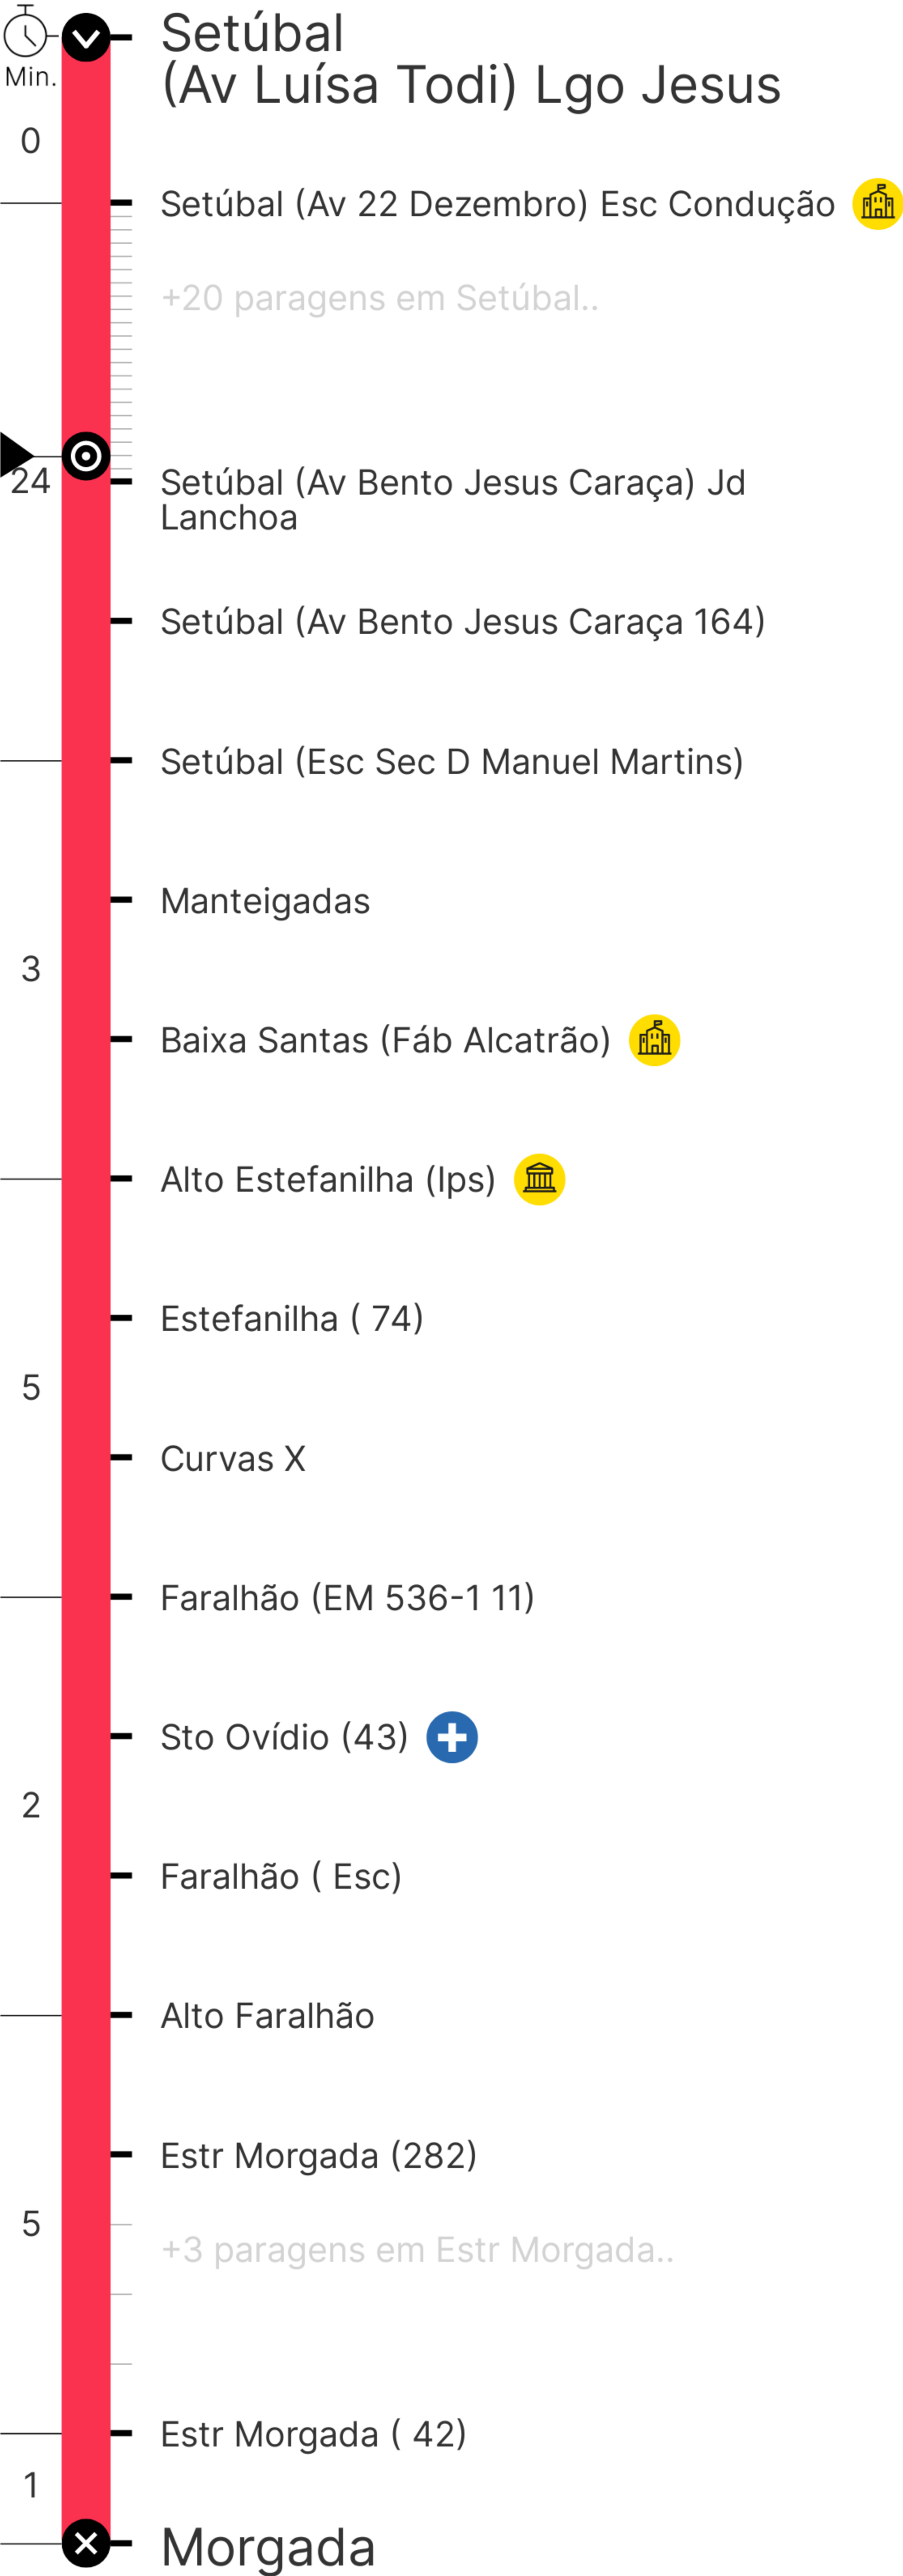 Setúbal
(Av Luísa Todi) Lgo Jesus
Min.
0
Setúbal (Av 22 Dezembro) Esc Condução
+20 paragens em Setúbal..
24
Setúbal (Av Bento Jesus Caraça) Jd
Lanchoa
Setúbal (Av Bento Jesus Caraça 164)
Setúbal (Esc Sec D Manuel Martins)
Manteigadas
3
Baixa Santas (Fáb Alcatrão)
Alto Estefanilha (Ips)
Estefanilha ( 74)
5
Curvas X
Faralhão (EM 536-1 11)
Sto Ovídio (43)
2
Faralhão ( Esc)
Alto Faralhão
Estr Morgada (282)
5
+3 paragens em Estr Morgada..
Estr Morgada ( 42)
1
Morgada